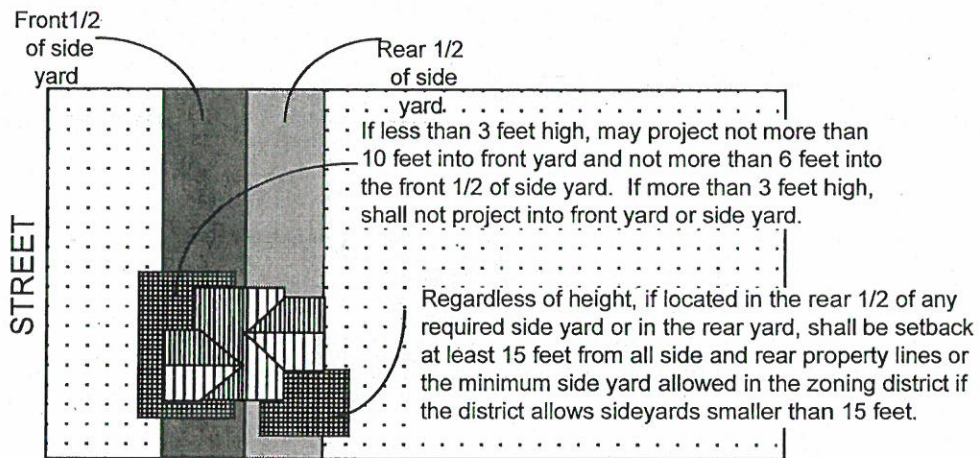 Front1/2
of side
yard
Rear 1/2
of side
yard
If less than 3 feet high, may project not more than
10 feet into front yard and not more than 6 feet into
the front 1/2 of side yard. If more than 3 feet high,
shall not project into front yard or side yard.
STREET
Regardless of height, if located in the rear 1/2 of any
required side yard or in the rear yard, shall be setback
at least 15 feet from all side and rear property lines or
the minimum side yard allowed in the zoning district if
the district allows sideyards smaller than 15 feet.